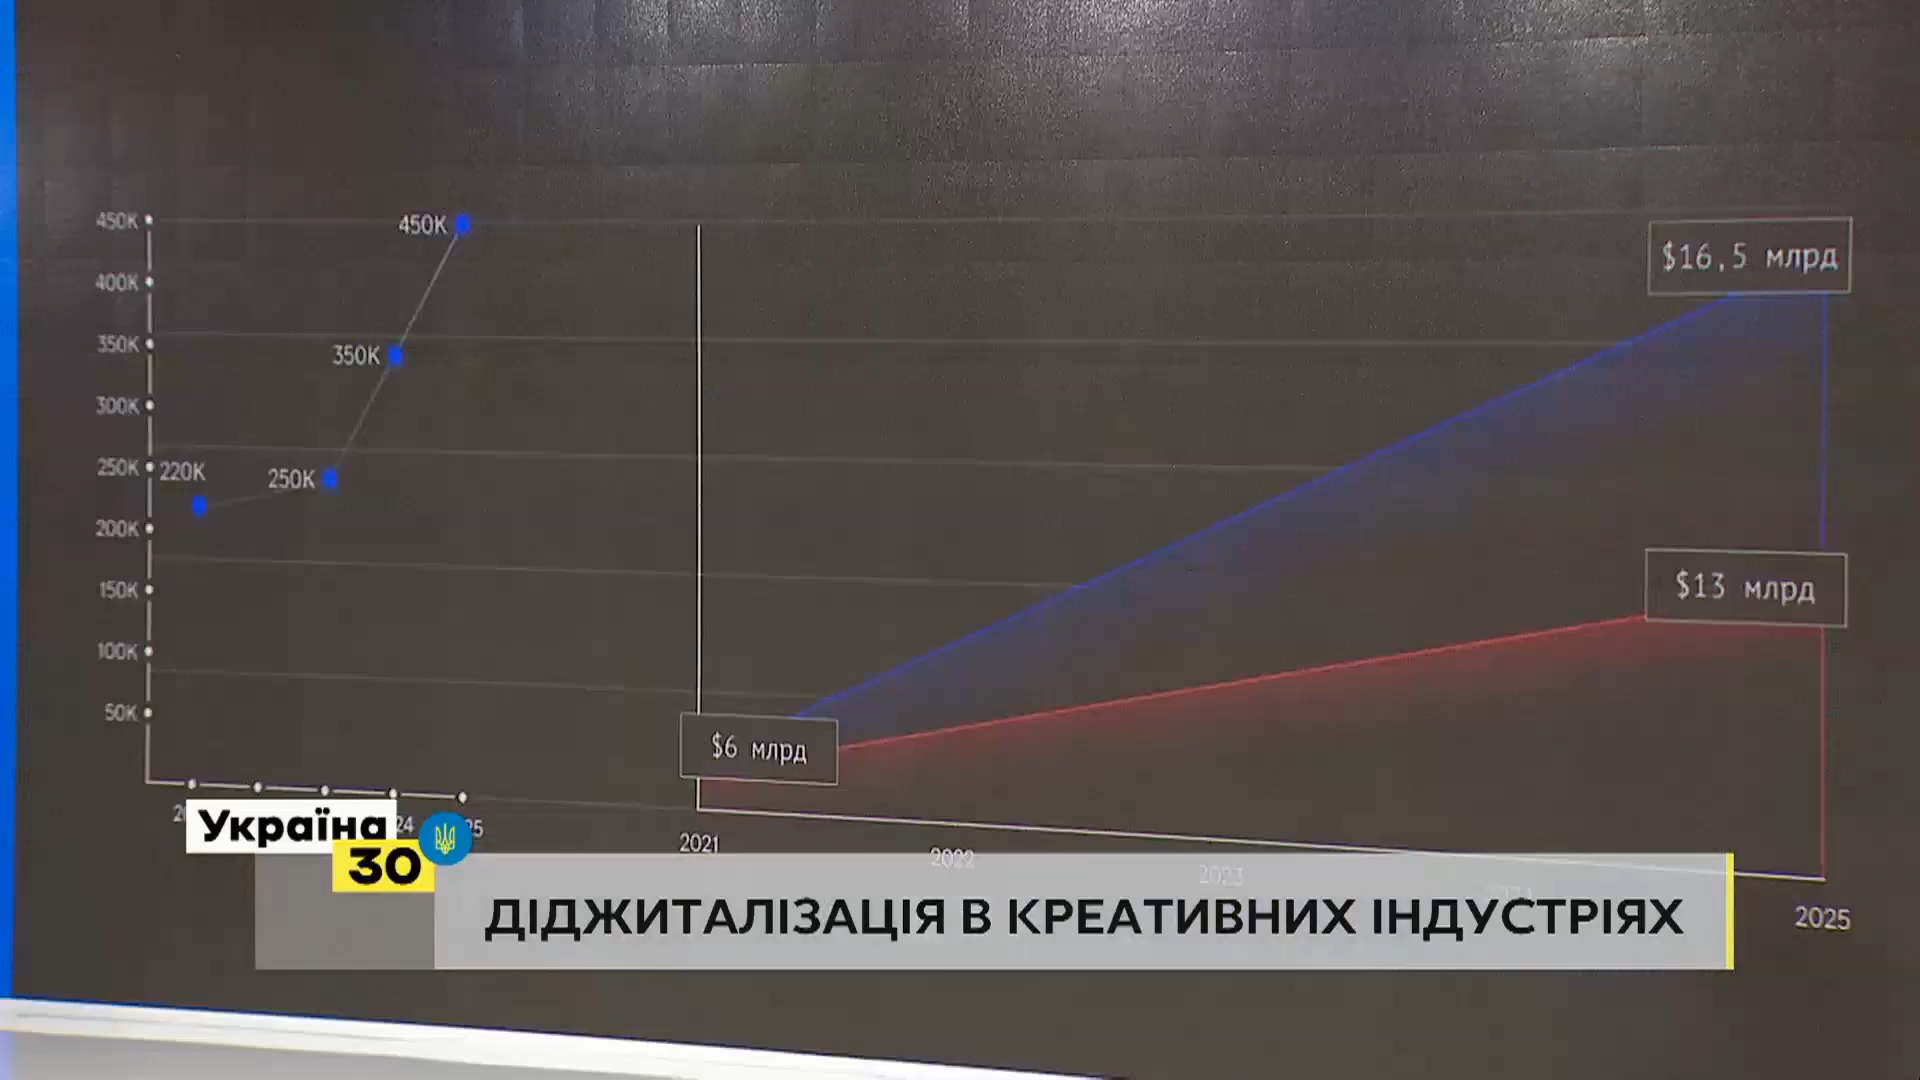 450K
400K
350K
300K
250K
200K
150K
100K
50K
220K
250K
350K
450K
$16,5 млрд
$13 млрд
$6 млрд
2021
2022
2023
2025
Україна
30
ДІДЖИТАЛІЗАЦІЯ В КРЕАТИВНИХ ІНДУСТРІЯХ